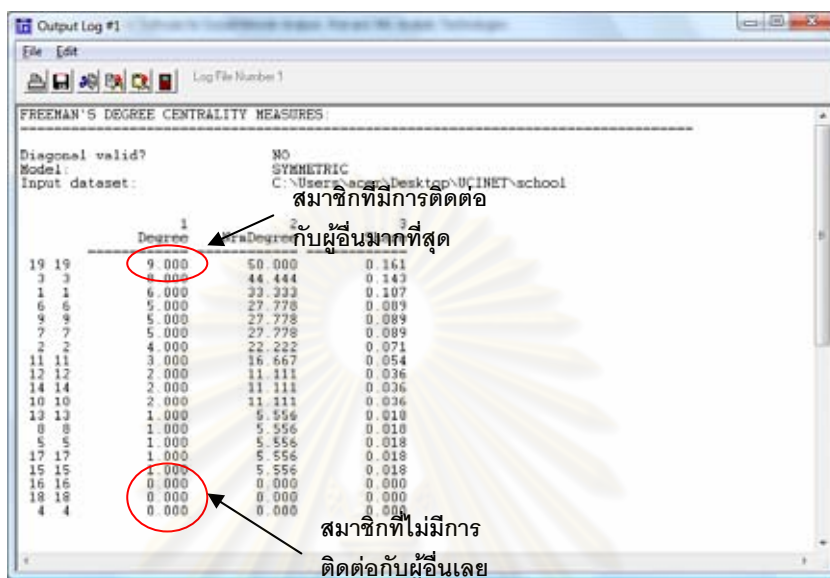 Output Log #1
File Edit
Log File Number 1
FREEMAN'S DEGREE CENTRALITY MEASURES:
Diagonal valid? NO
Model: SYMMETRIC
Input dataset: C:\Users\acer\Desktop\UCINET\school
สมาชิกที่มีการติดต่อ
กับผู้อื่นมากที่สุด
1 2 3
Degree NrmDegree
19 19 9.000 50.000 0.161
3 3 8.000 44.444 0.143
1 1 6.000 33.333 0.107
6 6 5.000 27.778 0.089
9 9 5.000 27.778 0.089
7 7 5.000 27.778 0.089
2 2 4.000 22.222 0.071
11 11 3.000 16.667 0.054
12 12 2.000 11.111 0.036
14 14 2.000 11.111 0.036
10 10 2.000 11.111 0.036
13 13 1.000 5.556 0.018
8 8 1.000 5.556 0.018
5 5 1.000 5.556 0.018
17 17 1.000 5.556 0.018
15 15 1.000 5.556 0.018
16 16 0.000 0.000 0.000
18 18 0.000 0.000 0.000
4 4 0.000 0.000 0.000
สมาชิกที่ไม่มีการ
ติดต่อกับผู้อื่นเลย